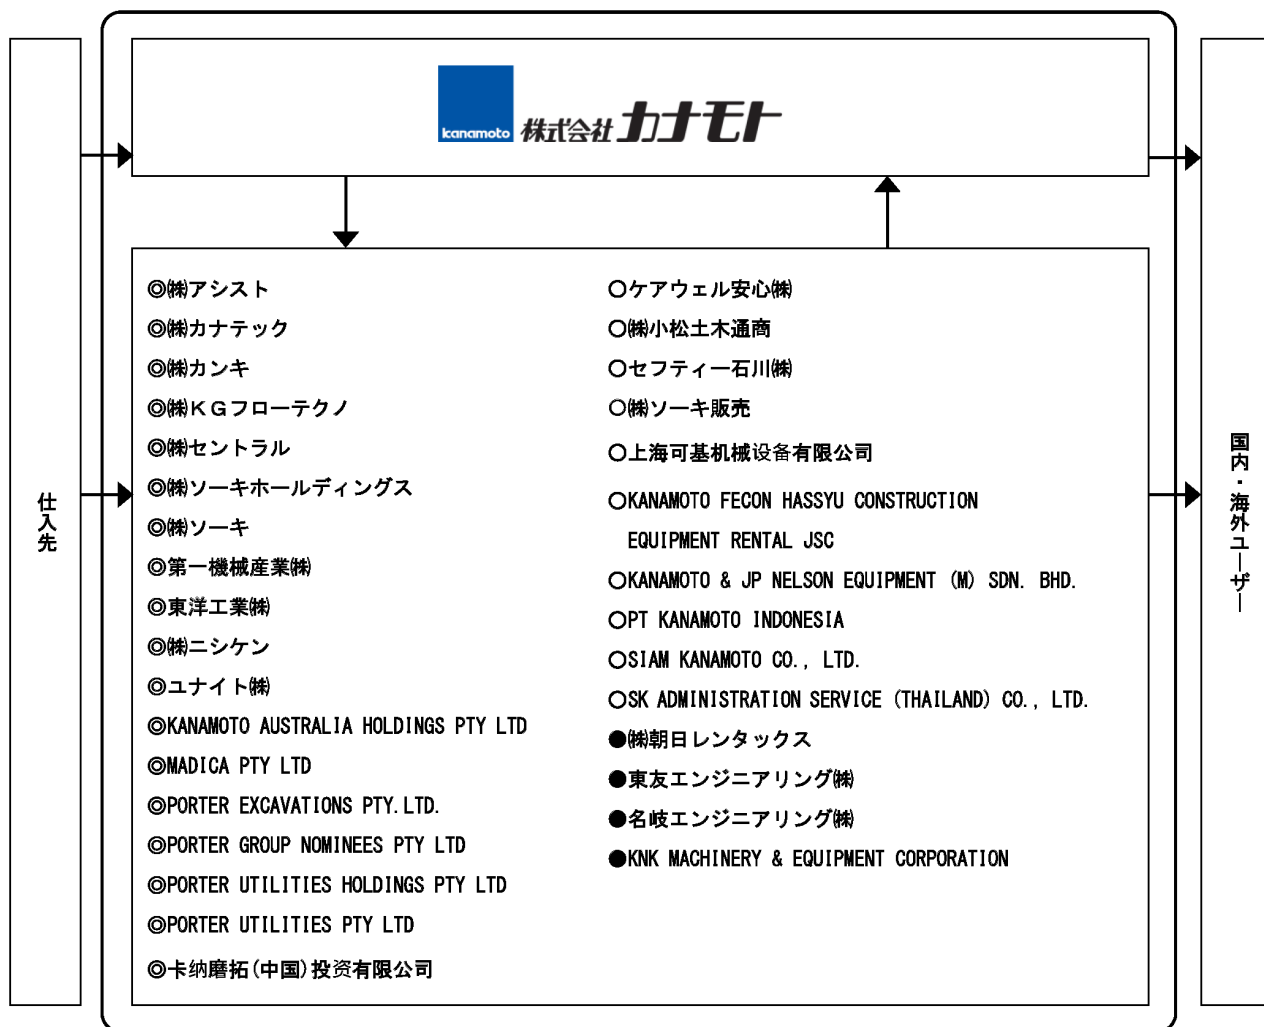 kanamoto 株式会社カナモト
仕入先
◎㈱アシスト
◎㈱カナテック
◎㈱カンキ
◎㈱KGフローテクノ
◎㈱セントラル
◎㈱ソーキホールディングス
◎㈱ソーキ
◎第一機械産業㈱
◎東洋工業㈱
◎㈱ニシケン
◎ユナイト㈱
◎KANAMOTO AUSTRALIA HOLDINGS PTY LTD
◎MADICA PTY LTD
◎PORTER EXCAVATIONS PTY.LTD.
◎PORTER GROUP NOMINEES PTY LTD
◎PORTER UTILITIES HOLDINGS PTY LTD
◎PORTER UTILITIES PTY LTD
◎卡纳磨拓(中国)投资有限公司
○ケアウェル安心㈱
○㈱小松土木通商
○セフティー石川㈱
○㈱ソーキ販売
○上海可基机械设备有限公司
○KANAMOTO FECON HASSYU CONSTRUCTION
EQUIPMENT RENTAL JSC
○KANAMOTO & JP NELSON EQUIPMENT (M) SDN. BHD.
○PT KANAMOTO INDONESIA
○SIAM KANAMOTO CO., LTD.
○SK ADMINISTRATION SERVICE (THAILAND) CO., LTD.
●㈱朝日レンタックス
●東友エンジニアリング㈱
●名岐エンジニアリング㈱
●KNK MACHINERY & EQUIPMENT CORPORATION
国内・海外ユーザー